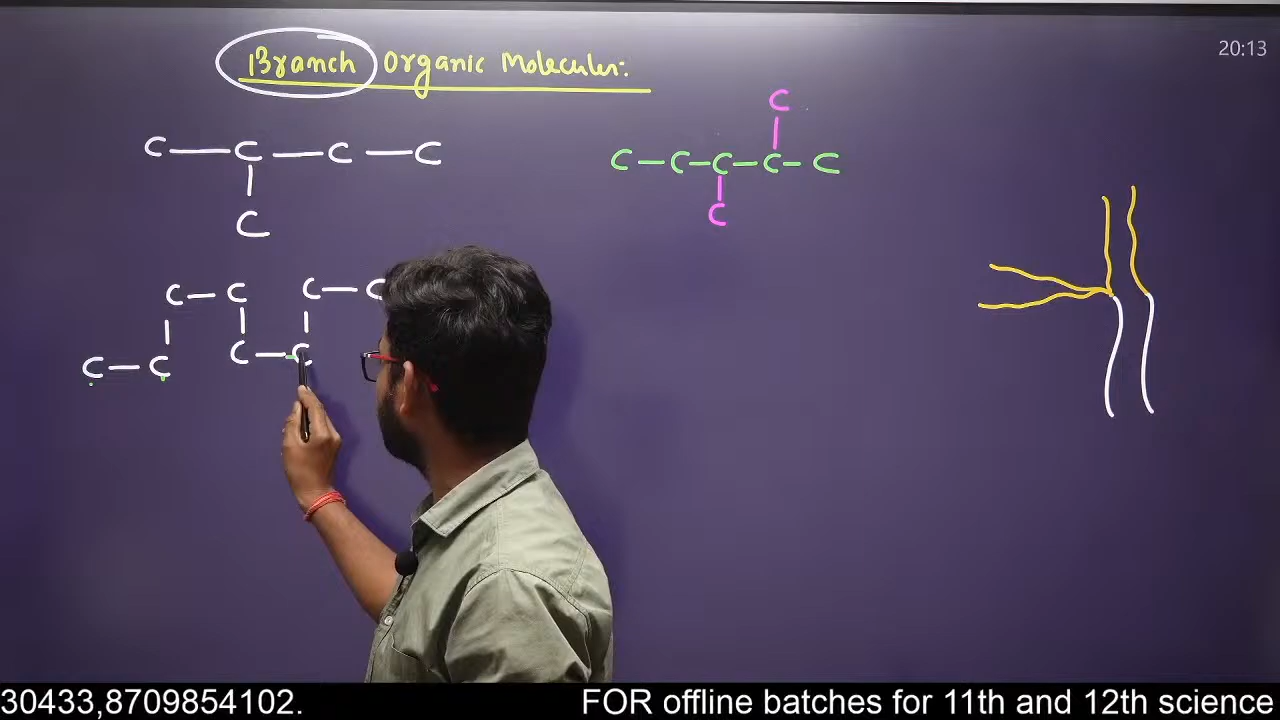 Branch Organic Molecules:
20:13
C
C — C — C — C
C — C — C — C — C
C
C
C — C
C — C
C — C
C — C
30433,8709854102.
FOR offline batches for 11th and 12th science